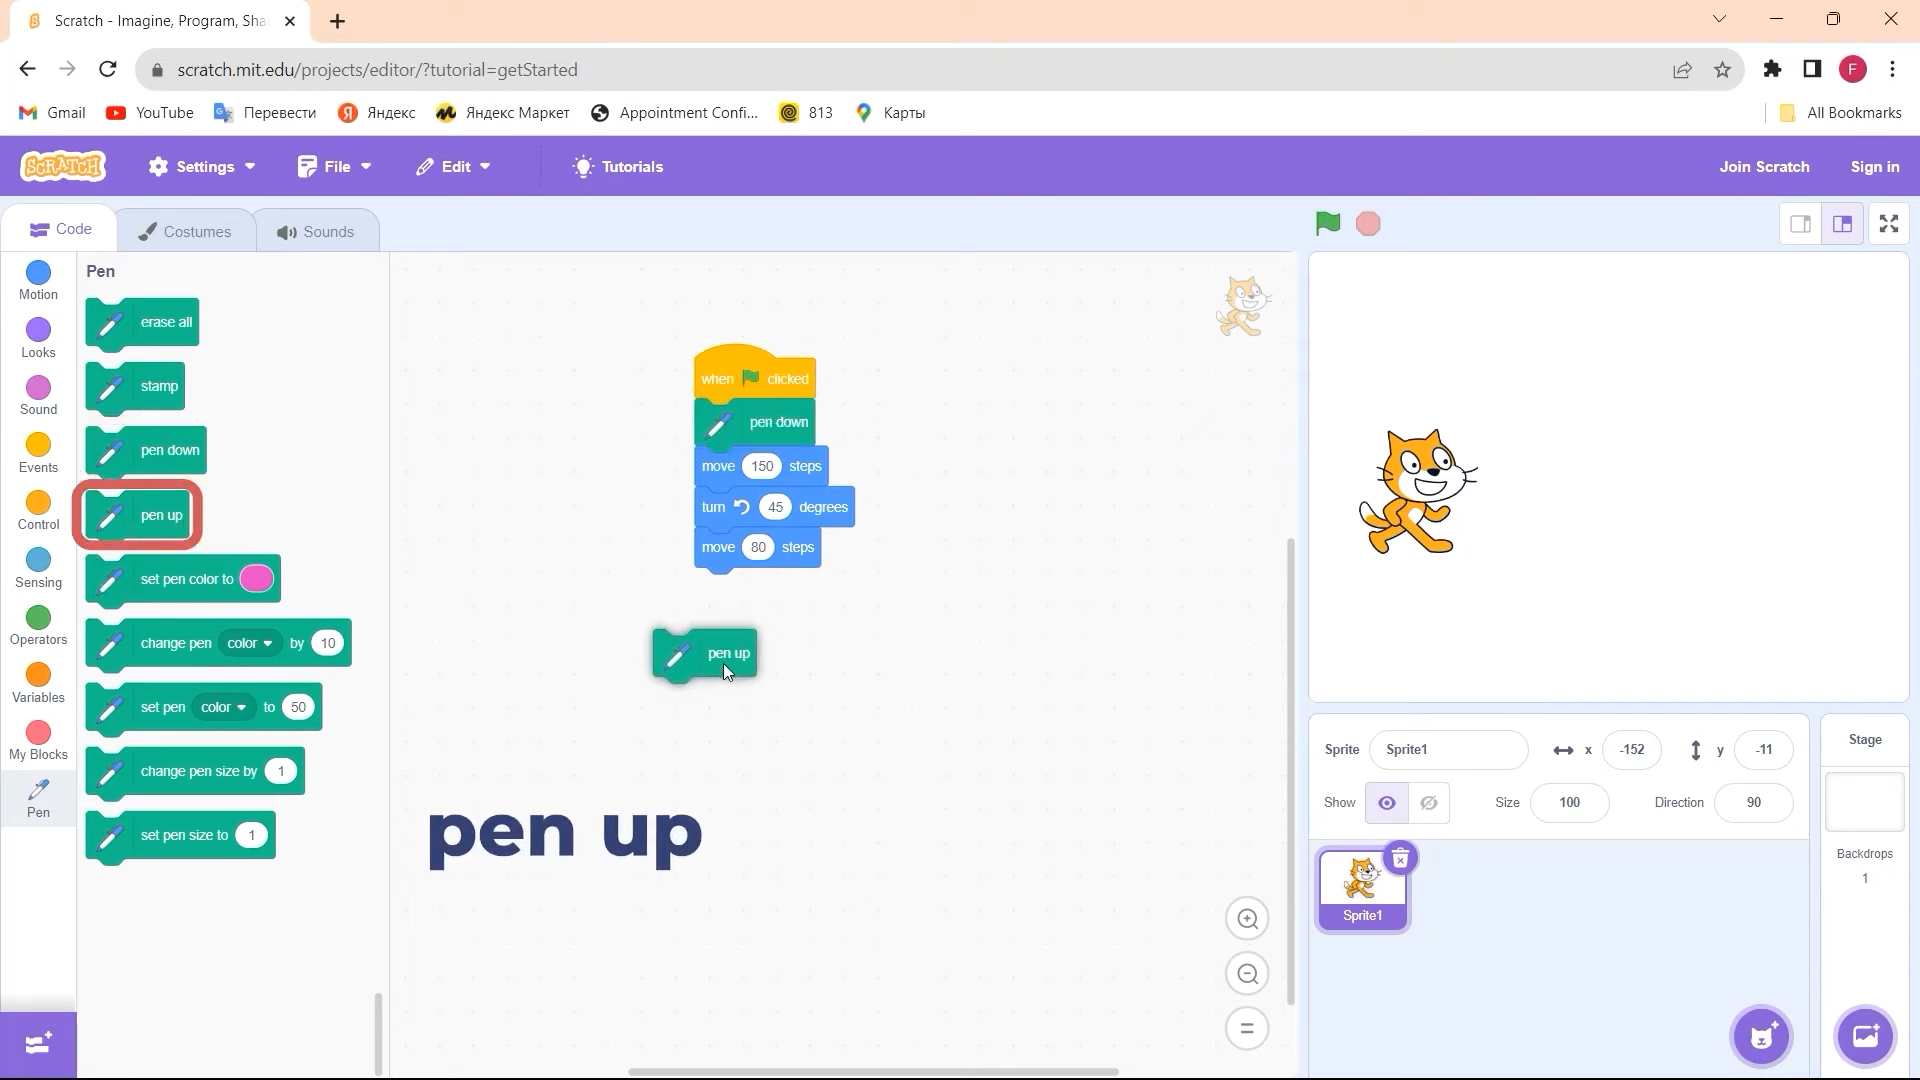 Scratch - Imagine, Program, Sha
scratch.mit.edu/projects/editor/?tutorial=getStarted
F
Gmail YouTube Перевести Яндекс Яндекс Маркет Appointment Confi... 813 Карты All Bookmarks
SCRATCH Settings File Edit Tutorials Join Scratch Sign in
Code Costumes Sounds
Motion
Looks
Sound
Events
Control
Sensing
Operators
Variables
My Blocks
Pen
Pen
erase all
stamp
pen down
pen up
set pen color to
change pen color by 10
set pen color to 50
change pen size by 1
set pen size to 1
when clicked
pen down
move 150 steps
turn 45 degrees
move 80 steps
pen up
pen up
Sprite Sprite1 x -152 y -11
Show Size 100 Direction 90
Sprite1
Stage
Backdrops
1